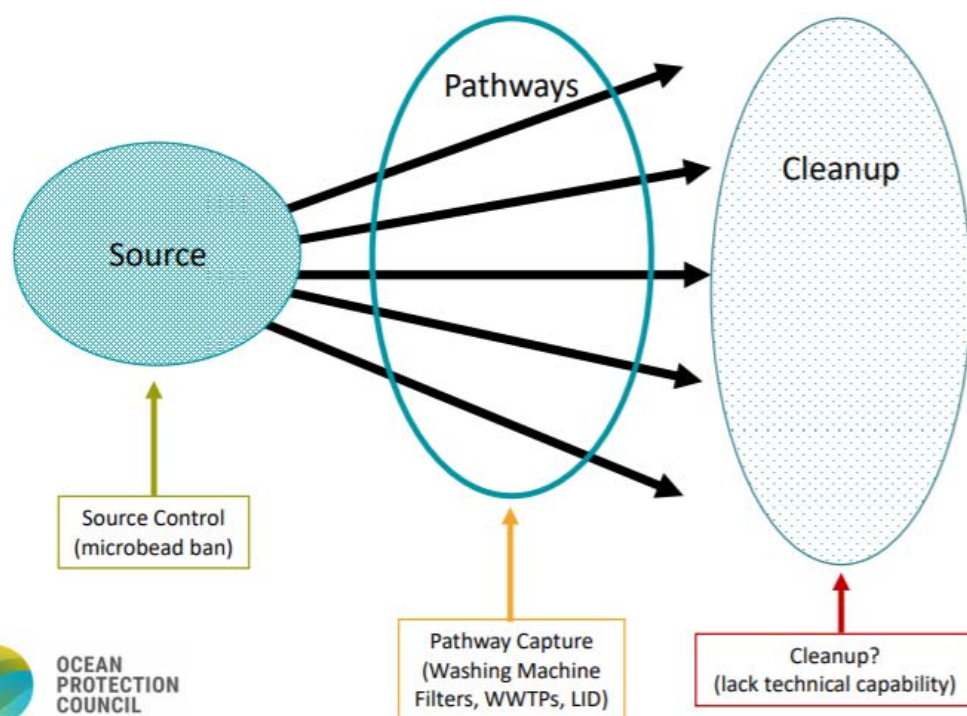 Pathways
Source
Cleanup
Source Control
(microbead ban)
Pathway Capture
(Washing Machine
Filters, WWTPs, LID)
Cleanup?
(lack technical capability)
OCEAN
PROTECTION
COUNCIL